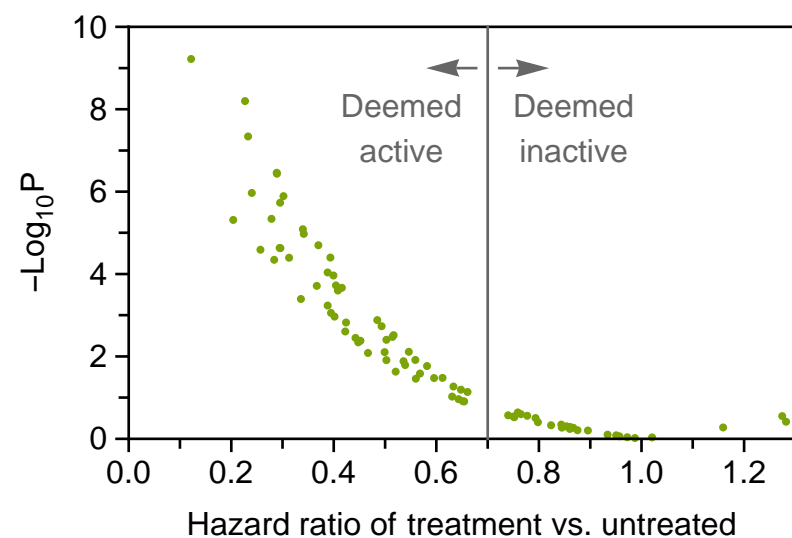 10
8
6
4
2
0
–Log10P
Deemed
active
Deemed
inactive
0.0 0.2 0.4 0.6 0.8 1.0 1.2
Hazard ratio of treatment vs. untreated